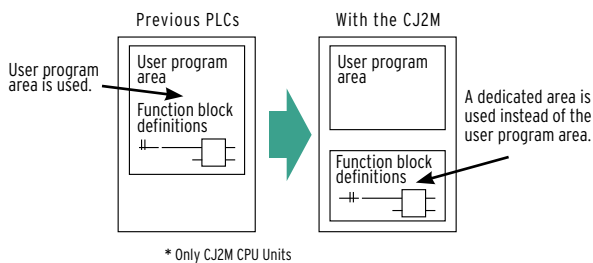 Previous PLCs
With the CJ2M
User program
area is used.
User program
area
Function block
definitions
User program
area
Function block
definitions
A dedicated area is
used instead of the
user program area.
* Only CJ2M CPU Units